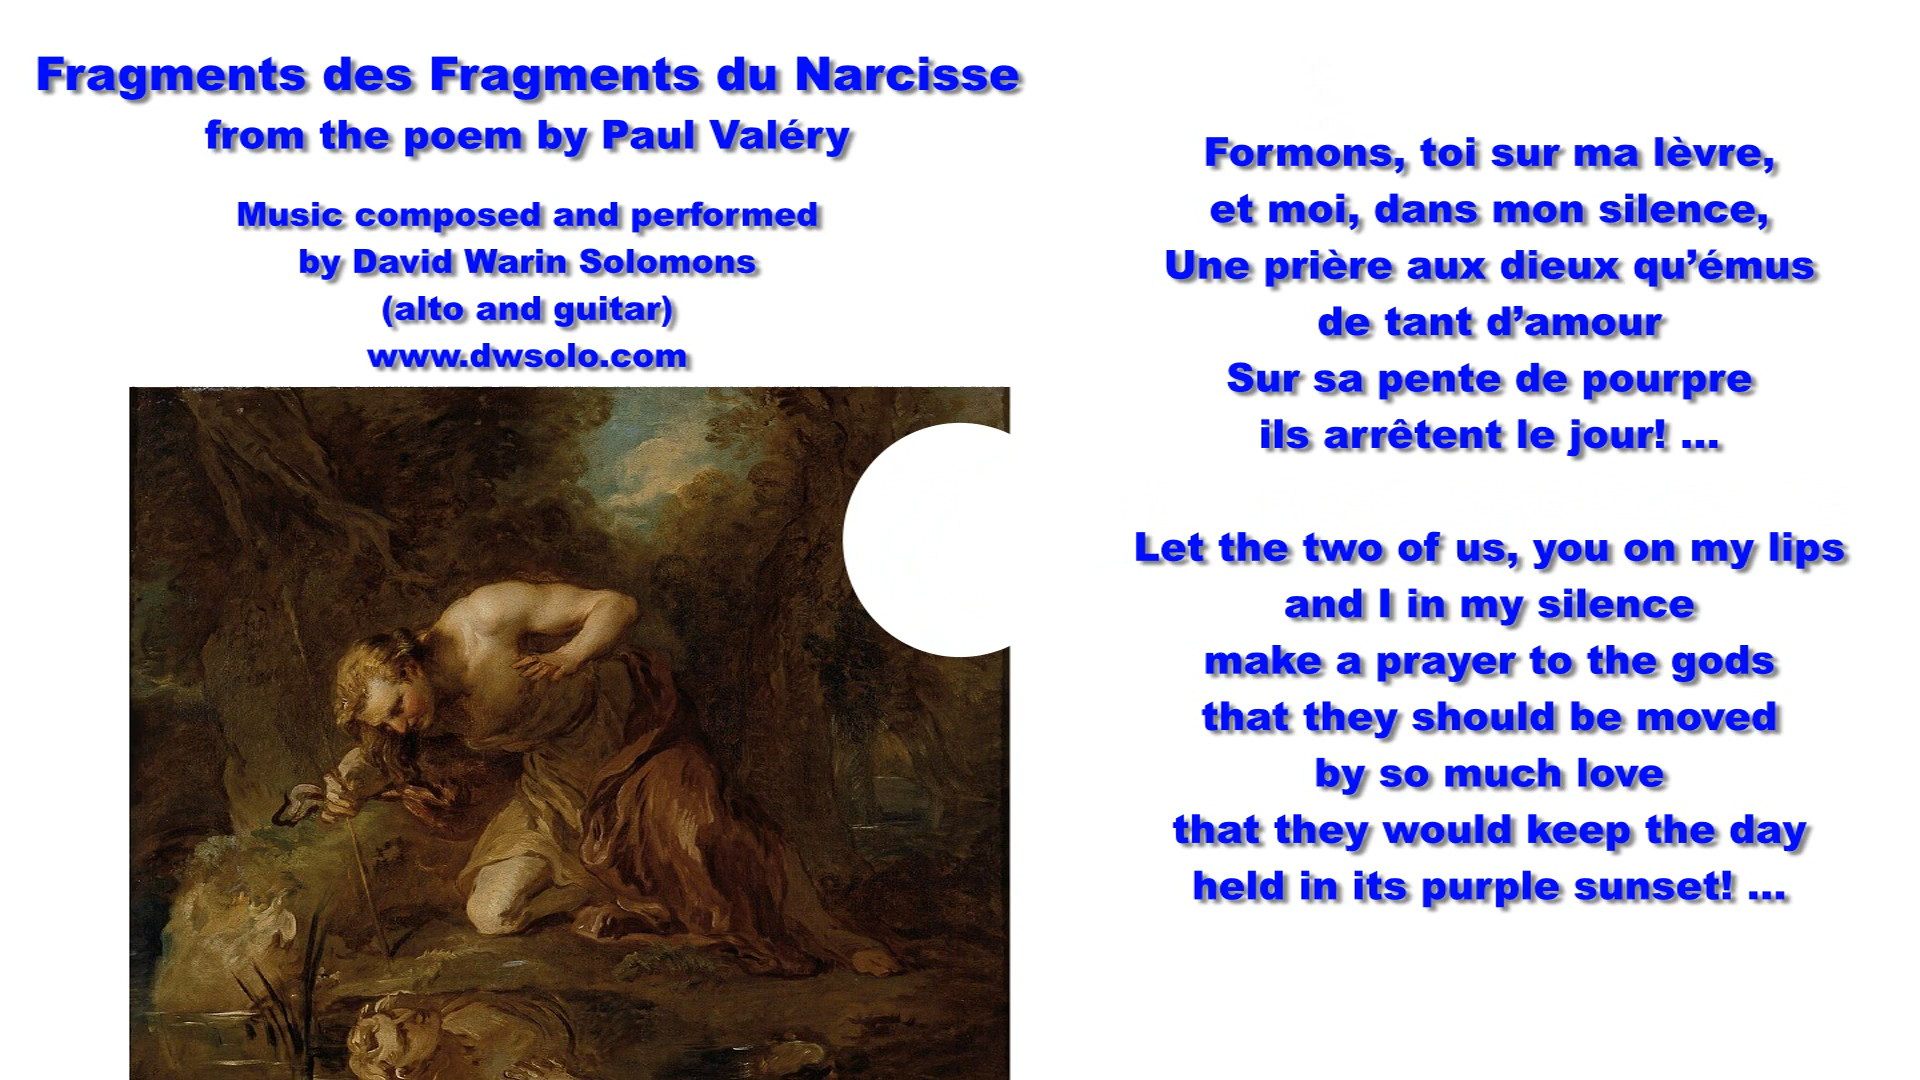 Fragments des Fragments du Narcisse
from the poem by Paul Valéry
Music composed and performed
by David Warin Solomons
(alto and guitar)
www.dwsolo.com
Formons, toi sur ma lèvre,
et moi, dans mon silence,
Une prière aux dieux qu’émus
de tant d’amour
Sur sa pente de pourpre
ils arrêtent le jour! ...
Let the two of us, you on my lips
and I in my silence
make a prayer to the gods
that they should be moved
by so much love
that they would keep the day
held in its purple sunset! ...